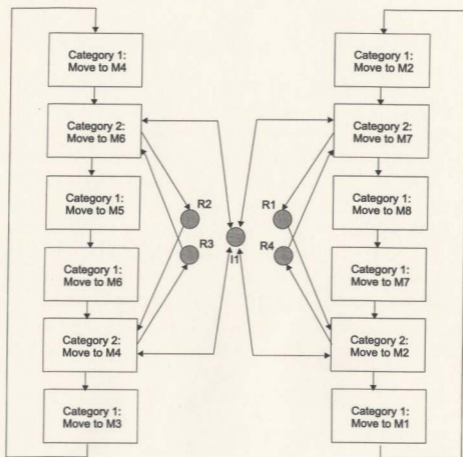 Category 1:
Move to M4
Category 2:
Move to M6
Category 1:
Move to M5
Category 1:
Move to M6
Category 2:
Move to M4
Category 1:
Move to M3
R2
R3
I1
R1
R4
Category 1:
Move to M2
Category 2:
Move to M7
Category 1:
Move to M8
Category 1:
Move to M7
Category 2:
Move to M2
Category 1:
Move to M1